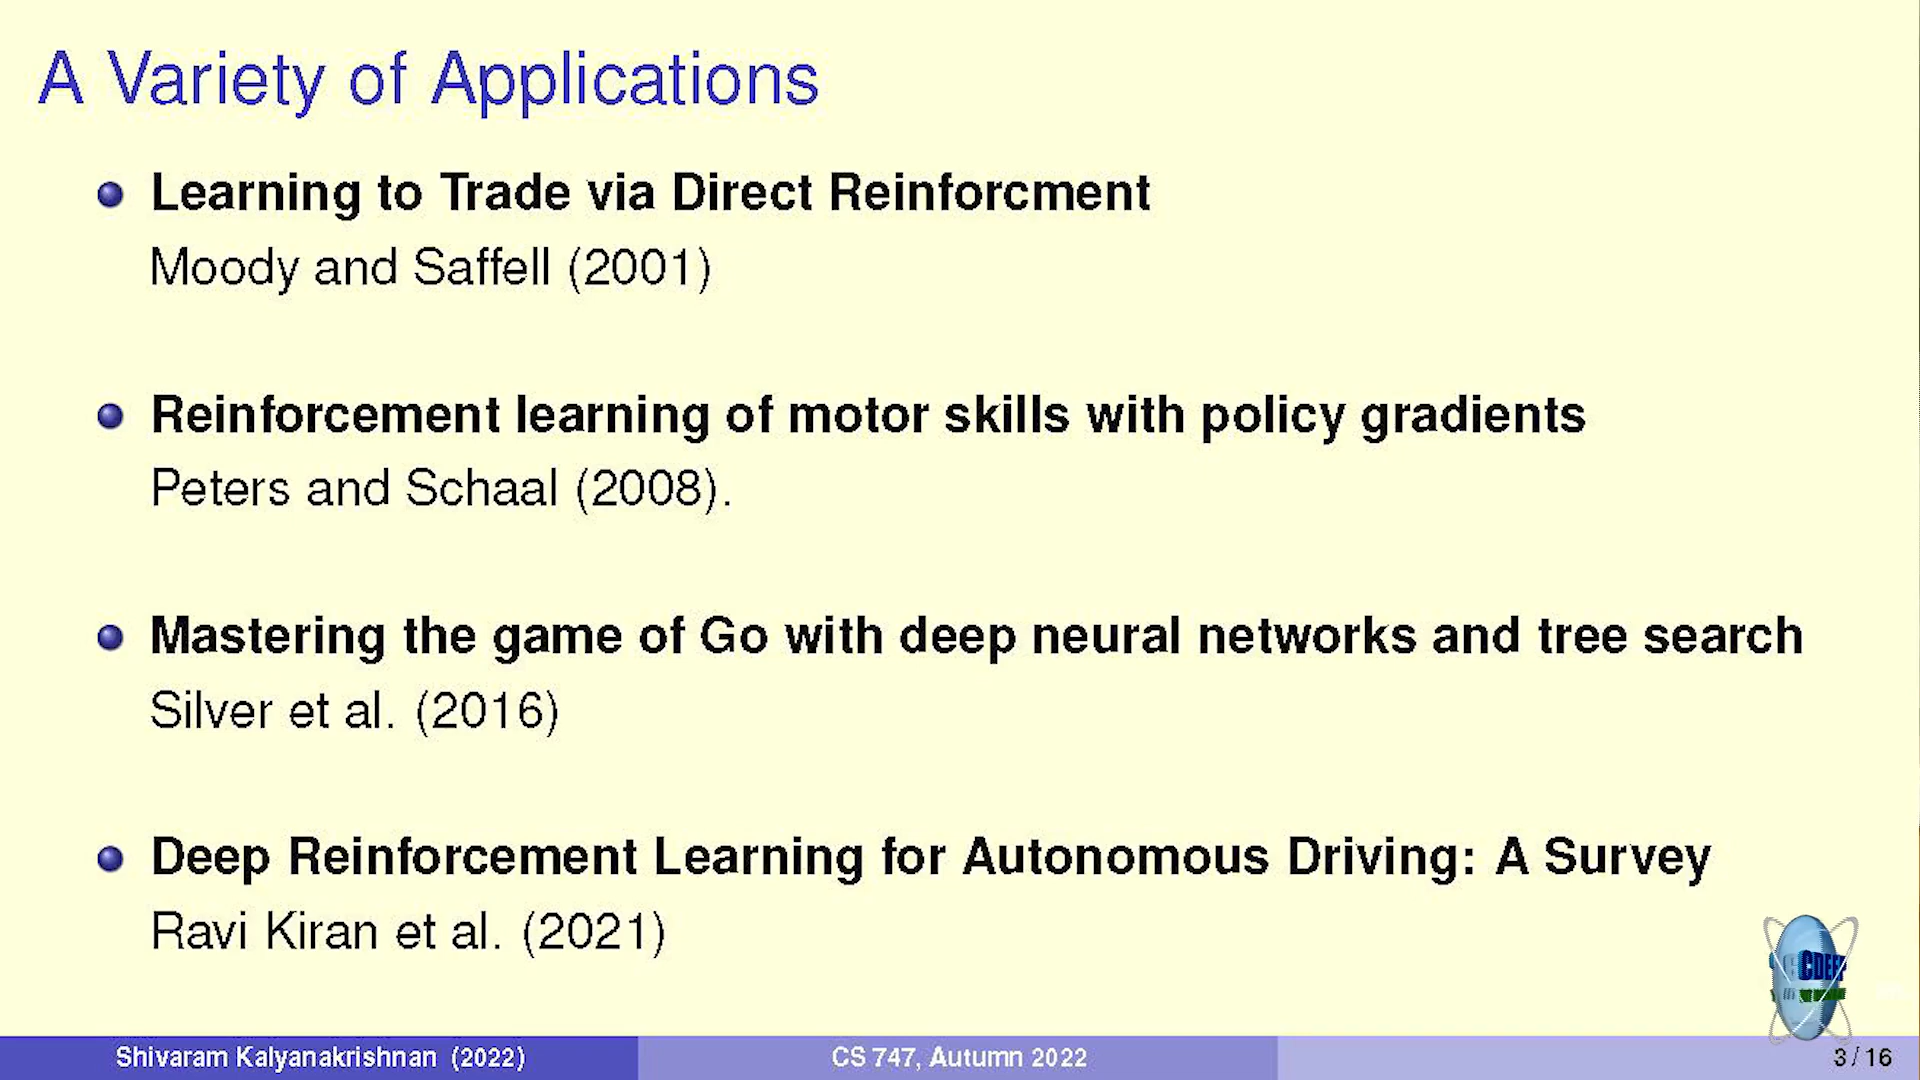 A Variety of Applications
Learning to Trade via Direct Reinforcment
Moody and Saffell (2001)
Reinforcement learning of motor skills with policy gradients
Peters and Schaal (2008).
Mastering the game of Go with deep neural networks and tree search
Silver et al. (2016)
Deep Reinforcement Learning for Autonomous Driving: A Survey
Ravi Kiran et al. (2021)
CDEEP
Shivaram Kalyanakrishnan (2022)
CS 747, Autumn 2022
3 / 16